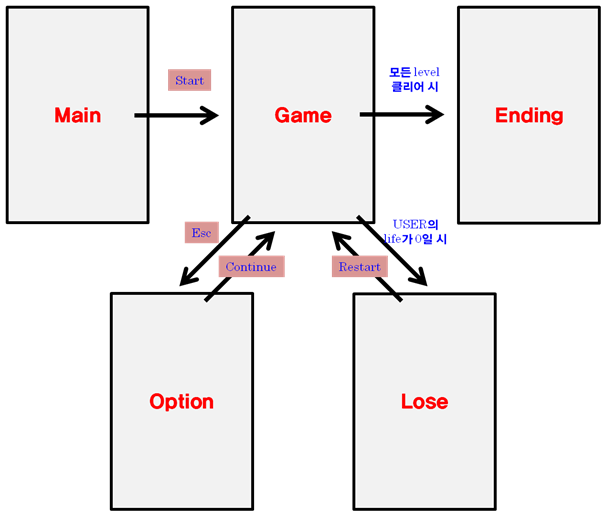 Start
모든 level
클리어 시
Main
Game
Ending
Esc
USER의
life가 0일 시
Continue
Restart
Option
Lose